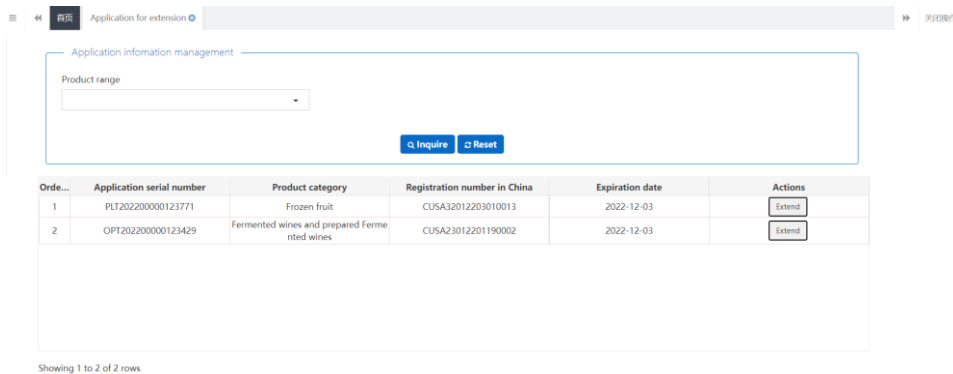 首页 Application for extension 关闭操作
Application infomation management
Product range
Inquire Reset
Orde... Application serial number Product category Registration number in China Expiration date Actions
1 PLT202200000123771 Frozen fruit CUSA32012203010013 2022-12-03 Extend
2 OPT202200000123429 Fermented wines and prepared Ferme
nted wines CUSA23012201190002 2022-12-03 Extend
Showing 1 to 2 of 2 rows